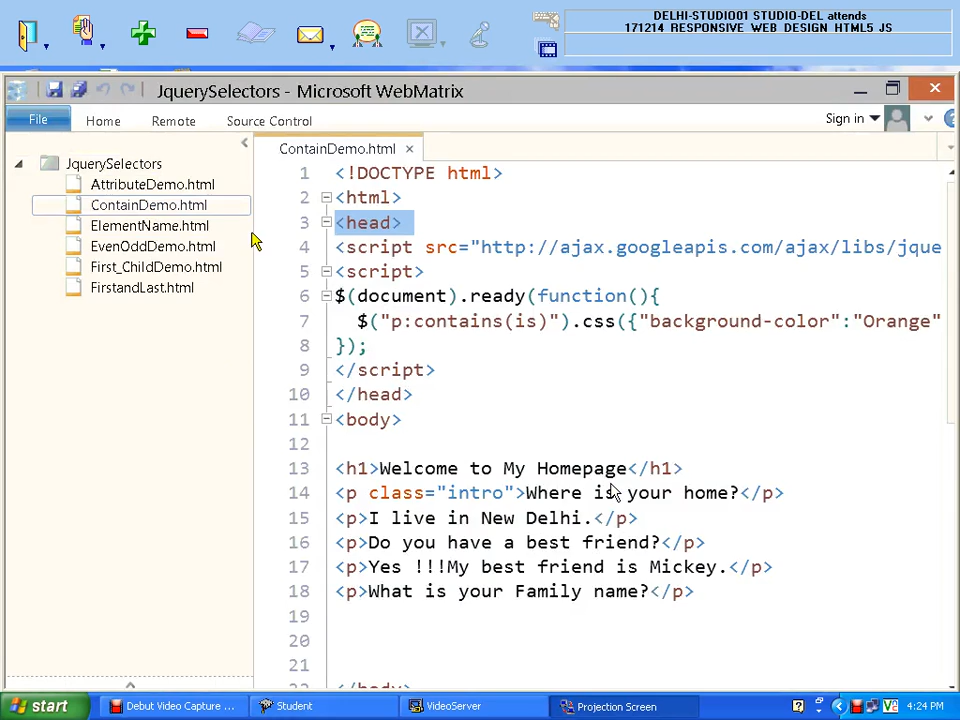 DELHI-STUDIO01 STUDIO-DEL attends
171214 RESPONSIVE WEB DESIGN HTML5 JS
JquerySelectors - Microsoft WebMatrix
File Home Remote Source Control Sign in
JquerySelectors
AttributeDemo.html
ContainDemo.html
ElementName.html
EvenOddDemo.html
First_ChildDemo.html
FirstandLast.html
ContainDemo.html ×
1 <!DOCTYPE html>
2 <html>
3 <head>
4 <script src="http://ajax.googleapis.com/ajax/libs/jque
5 <script>
6 $(document).ready(function(){
7 $("p:contains(is)").css({"background-color":"Orange"
8 });
9 </script>
10 </head>
11 <body>
12
13 <h1>Welcome to My Homepage</h1>
14 <p class="intro">Where is your home?</p>
15 <p>I live in New Delhi.</p>
16 <p>Do you have a best friend?</p>
17 <p>Yes !!!My best friend is Mickey.</p>
18 <p>What is your Family name?</p>
19
20
21
22 </body>
start Debut Video Capture ... Student VideoServer Projection Screen 4:24 PM